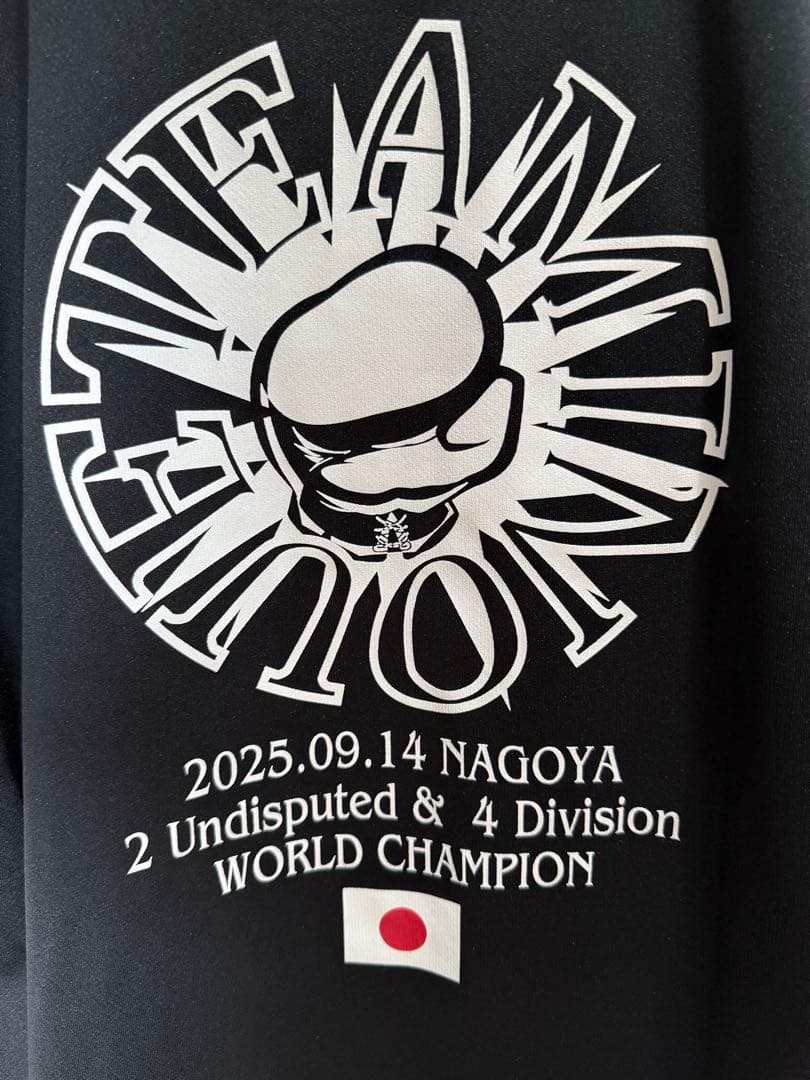 TEAM INOUE
2025.09.14 NAGOYA
2 Undisputed & 4 Division
WORLD CHAMPION